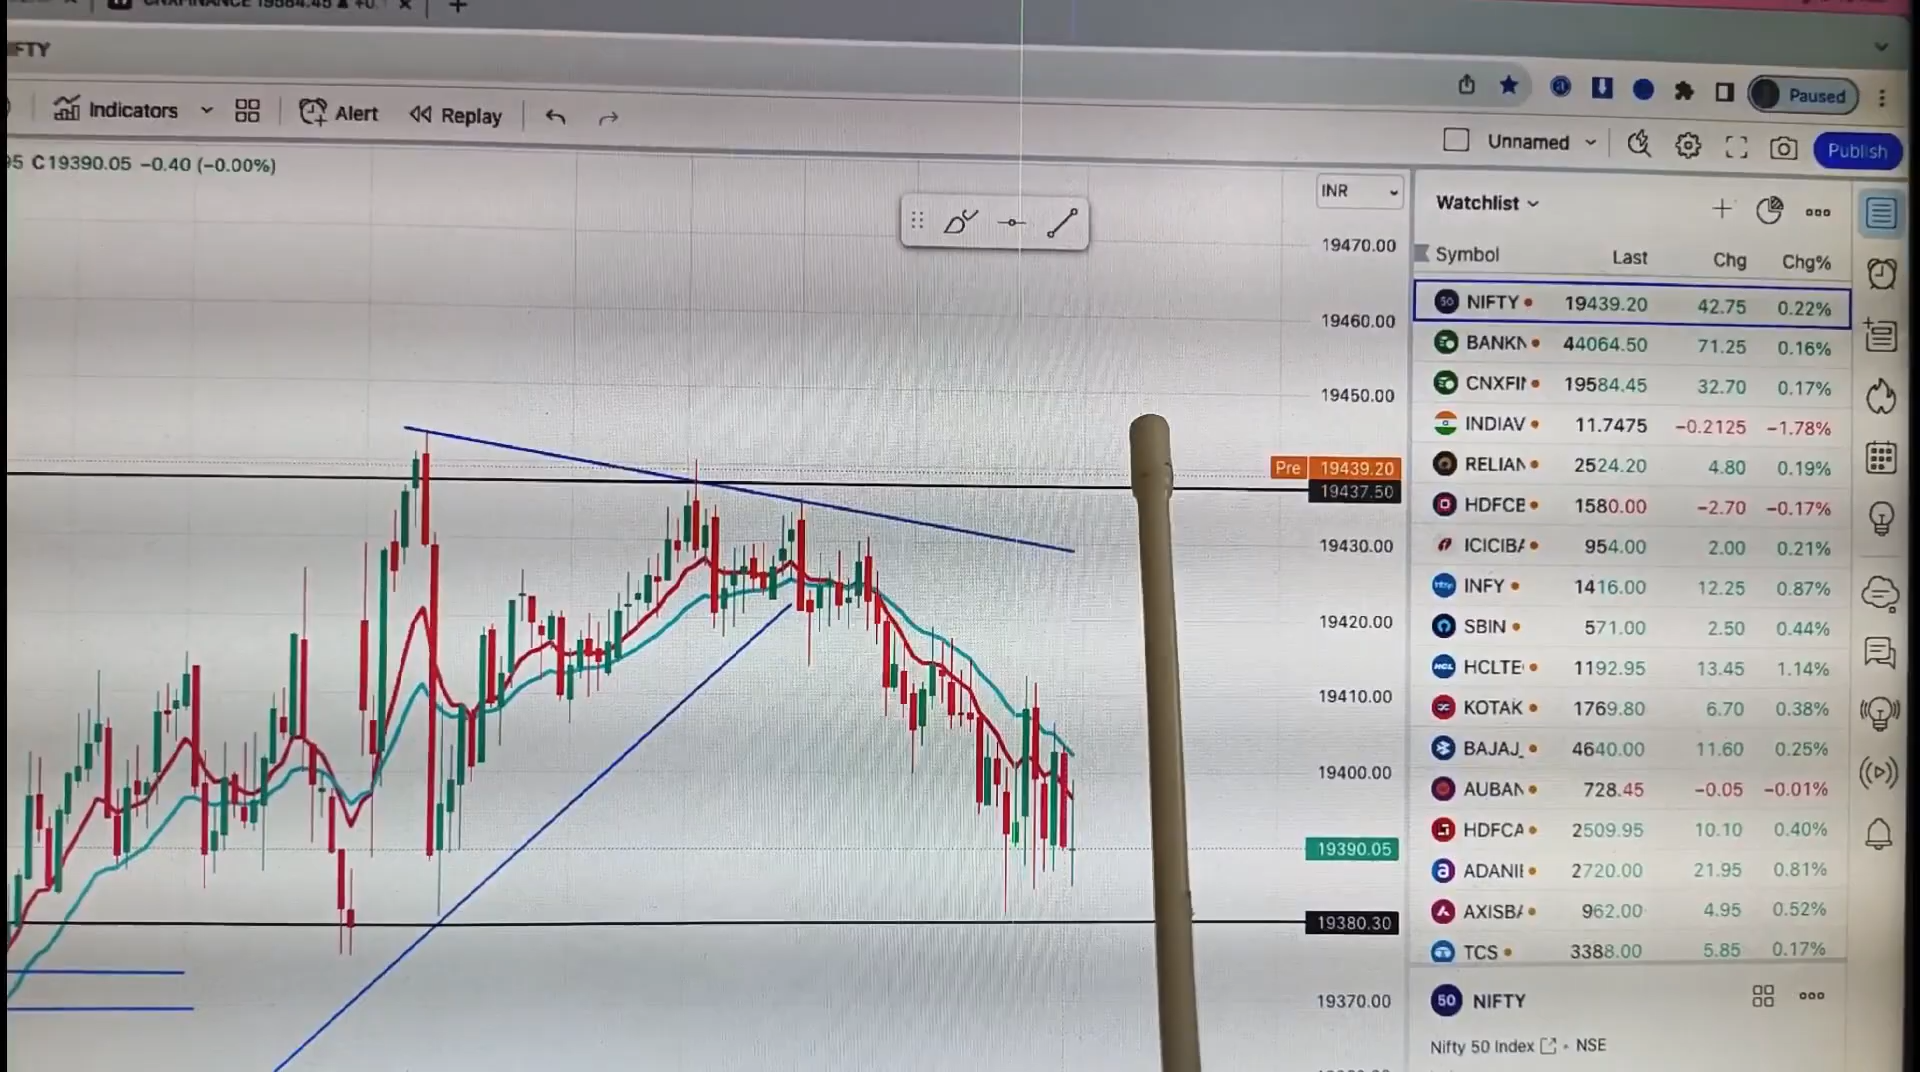 CNXFINANCE 19584.45
FTY
Indicators Alert Replay
Paused
Unnamed Publish
C19390.05 −0.40 (−0.00%)
INR
19470.00
19460.00
19450.00
Pre 19439.20
19437.50
19430.00
19420.00
19410.00
19400.00
19390.05
19380.30
19370.00
Watchlist
Symbol Last Chg Chg%
50 NIFTY 19439.20 42.75 0.22%
BANKN 44064.50 71.25 0.16%
CNXFI 19584.45 32.70 0.17%
INDIAV 11.7475 −0.2125 −1.78%
RELIAN 2524.20 4.80 0.19%
HDFCB 1580.00 −2.70 −0.17%
ICICIBA 954.00 2.00 0.21%
INFY 1416.00 12.25 0.87%
SBIN 571.00 2.50 0.44%
HCL HCLTE 1192.95 13.45 1.14%
KOTAK 1769.80 6.70 0.38%
BAJAJ_ 4640.00 11.60 0.25%
AUBAN 728.45 −0.05 −0.01%
HDFCA 2509.95 10.10 0.40%
a ADANI 2720.00 21.95 0.81%
AXISB 962.00 4.95 0.52%
TCS 3388.00 5.85 0.17%
50 NIFTY
Nifty 50 Index • NSE